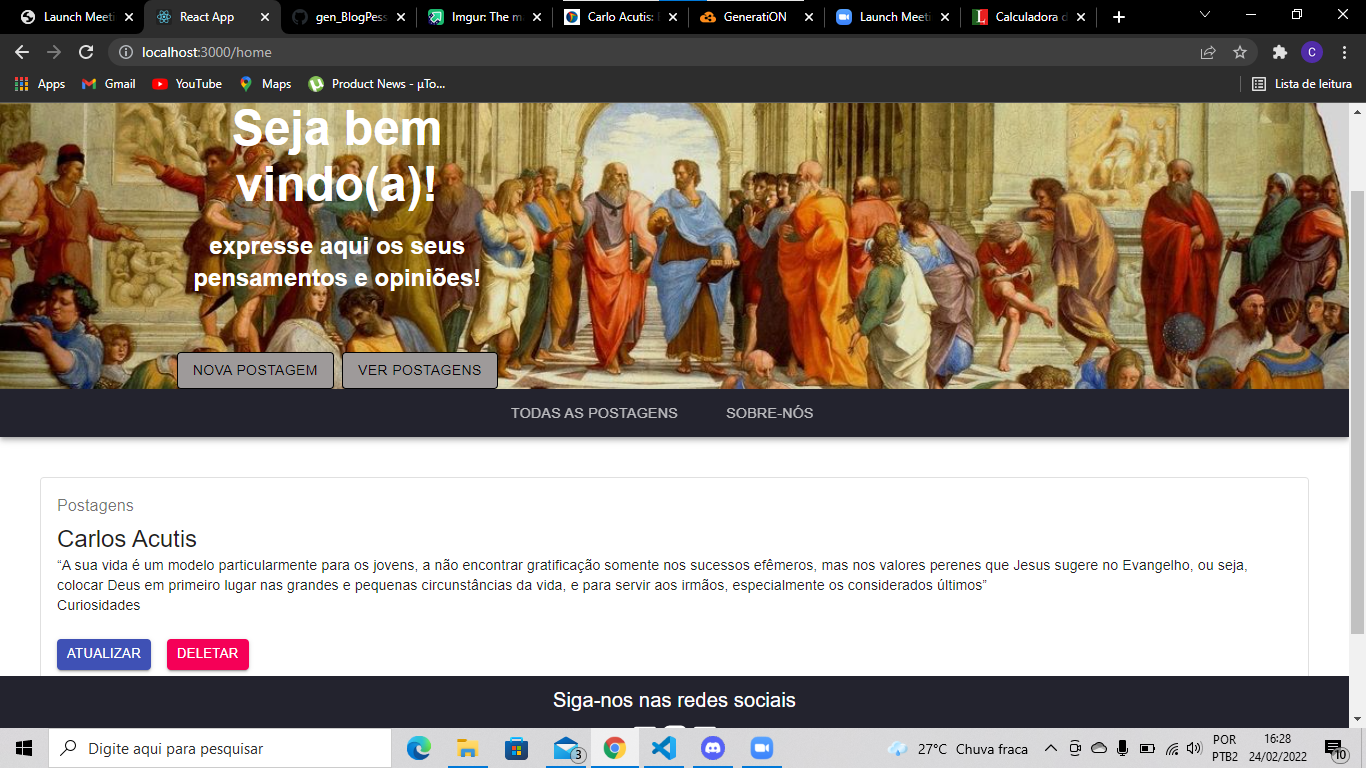 Launch Meeti
React App
gen_BlogPess
Imgur: The m
Carlo Acutis:
GeneratiON
Launch Meeti
Calculadora d
localhost:3000/home
C
Apps
Gmail
YouTube
Maps
Product News - µTo...
Lista de leitura
Seja bem
vindo(a)!
expresse aqui os seus
pensamentos e opiniões!
NOVA POSTAGEM
VER POSTAGENS
TODAS AS POSTAGENS
SOBRE-NÓS
Postagens
Carlos Acutis
“A sua vida é um modelo particularmente para os jovens, a não encontrar gratificação somente nos sucessos efêmeros, mas nos valores perenes que Jesus sugere no Evangelho, ou seja,
colocar Deus em primeiro lugar nas grandes e pequenas circunstâncias da vida, e para servir aos irmãos, especialmente os considerados últimos”
Curiosidades
ATUALIZAR
DELETAR
Siga-nos nas redes sociais
Digite aqui para pesquisar
3
27°C Chuva fraca
POR
PTB2
16:28
24/02/2022
10